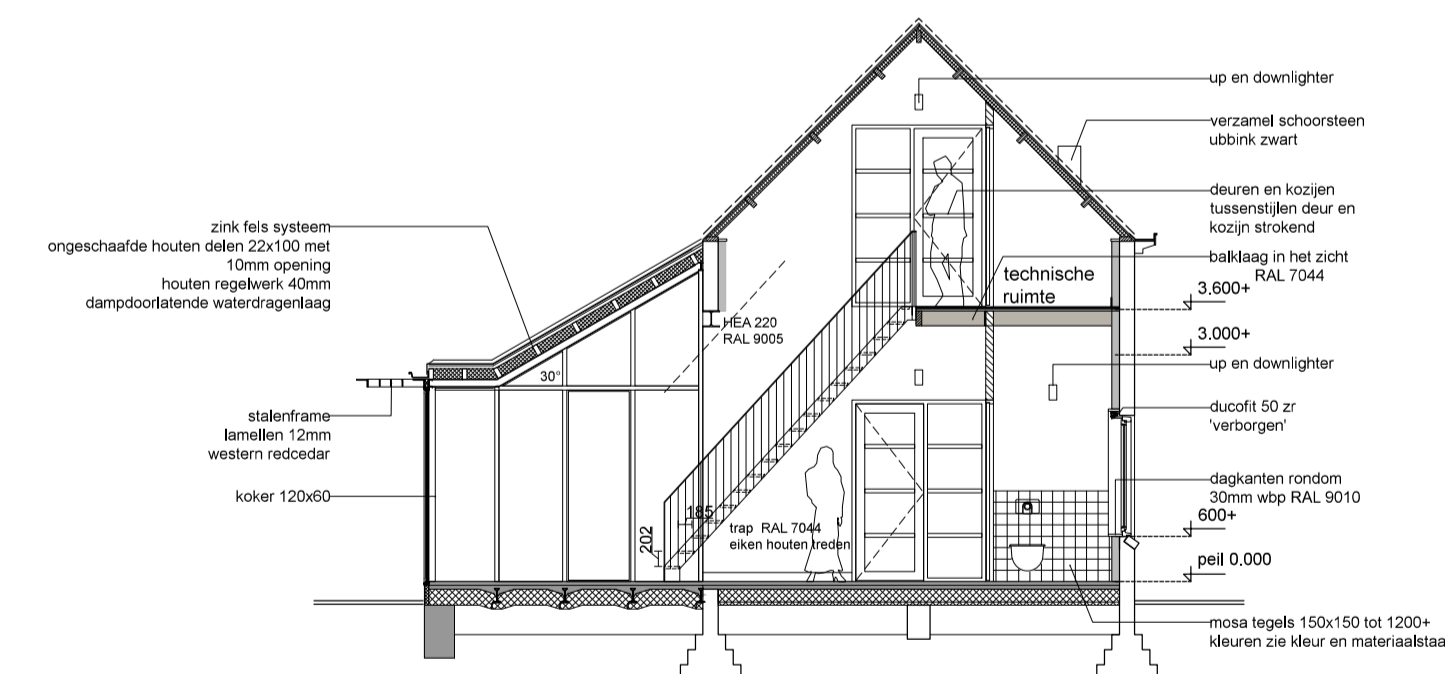 zink fels systeem
ongeschaafde houten delen 22x100 met
10mm opening
houten regelwerk 40mm
dampdoorlatende waterdragenlaag
stalenframe
lamellen 12mm
western redcedar
koker 120x60
30°
HEA 220
RAL 9005
202
185
trap RAL 7044
eiken houten treden
technische
ruimte
up en downlighter
verzamel schoorsteen
ubbink zwart
deuren en kozijen
tussenstijlen deur en
kozijn strokend
balklaag in het zicht
RAL 7044
3.600+
3.000+
up en downlighter
ducofit 50 zr
'verborgen'
dagkanten rondom
30mm wbp RAL 9010
600+
peil 0.000
mosa tegels 150x150 tot 1200+
kleuren zie kleur en materiaalstaa